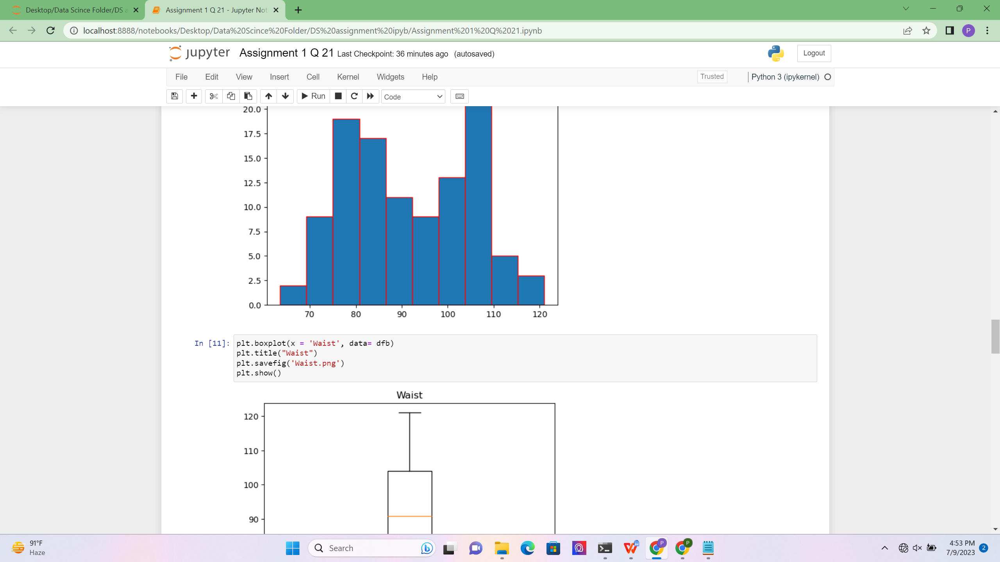 Desktop/Data Scince Folder/DS a
Assignment 1 Q 21 - Jupyter Not
localhost:8888/notebooks/Desktop/Data%20Scince%20Folder/DS%20assignment%20ipyb/Assignment%201%20Q%2021.ipynb
P
jupyter Assignment 1 Q 21 Last Checkpoint: 36 minutes ago (autosaved)
Logout
File Edit View Insert Cell Kernel Widgets Help
Trusted
Python 3 (ipykernel)
Run
Code
20.0
17.5
15.0
12.5
10.0
7.5
5.0
2.5
0.0
70 80 90 100 110 120
In [11]: plt.boxplot(x = 'Waist', data= dfb)
plt.title("Waist")
plt.savefig('Waist.png')
plt.show()
Waist
120
110
100
90
91°F
Haze
Search
P
P
4:53 PM
7/9/2023
2